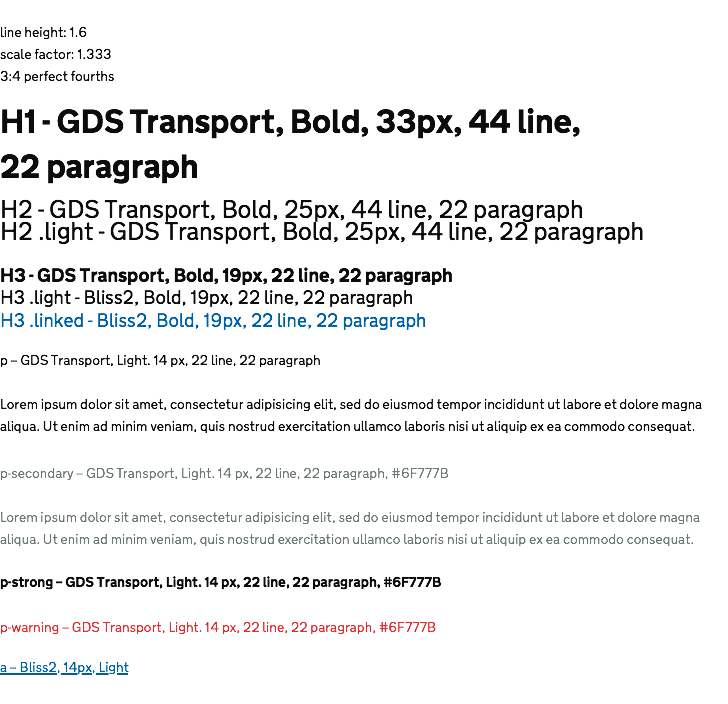 line height: 1.6
scale factor: 1.333
3:4 perfect fourths
H1 - GDS Transport, Bold, 33px, 44 line,
22 paragraph
H2 - GDS Transport, Bold, 25px, 44 line, 22 paragraph
H2 .light - GDS Transport, Bold, 25px, 44 line, 22 paragraph
H3 - GDS Transport, Bold, 19px, 22 line, 22 paragraph
H3 .light - Bliss2, Bold, 19px, 22 line, 22 paragraph
H3 .linked - Bliss2, Bold, 19px, 22 line, 22 paragraph
p – GDS Transport, Light. 14 px, 22 line, 22 paragraph
Lorem ipsum dolor sit amet, consectetur adipisicing elit, sed do eiusmod tempor incididunt ut labore et dolore magna
aliqua. Ut enim ad minim veniam, quis nostrud exercitation ullamco laboris nisi ut aliquip ex ea commodo consequat.
p-secondary – GDS Transport, Light. 14 px, 22 line, 22 paragraph, #6F777B
Lorem ipsum dolor sit amet, consectetur adipisicing elit, sed do eiusmod tempor incididunt ut labore et dolore magna
aliqua. Ut enim ad minim veniam, quis nostrud exercitation ullamco laboris nisi ut aliquip ex ea commodo consequat.
p-strong – GDS Transport, Light. 14 px, 22 line, 22 paragraph, #6F777B
p-warning – GDS Transport, Light. 14 px, 22 line, 22 paragraph, #6F777B
a – Bliss2, 14px, Light